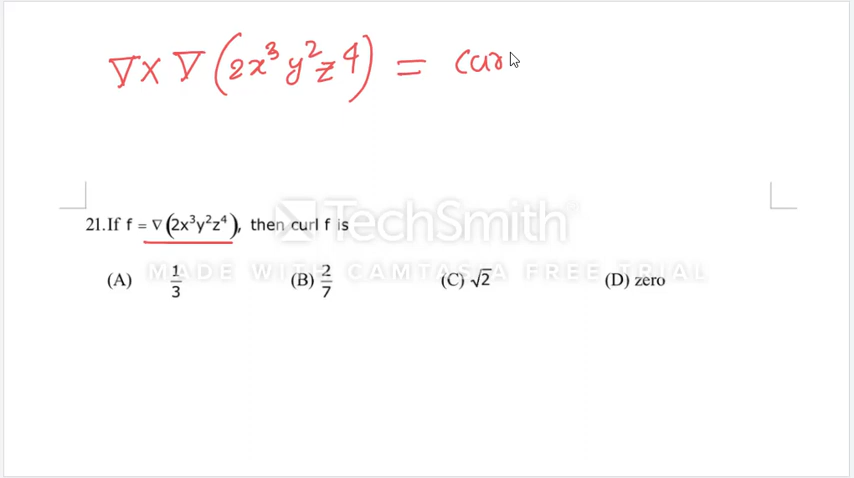 ∇× ∇(2x³y²z⁴) = cur
21. If f = ∇(2x³y²z⁴), then curl f is
TechSmith
MADE WITH CAMTASIA FREE TRIAL
(A) 1/3 (B) 2/7 (C) √2 (D) zero